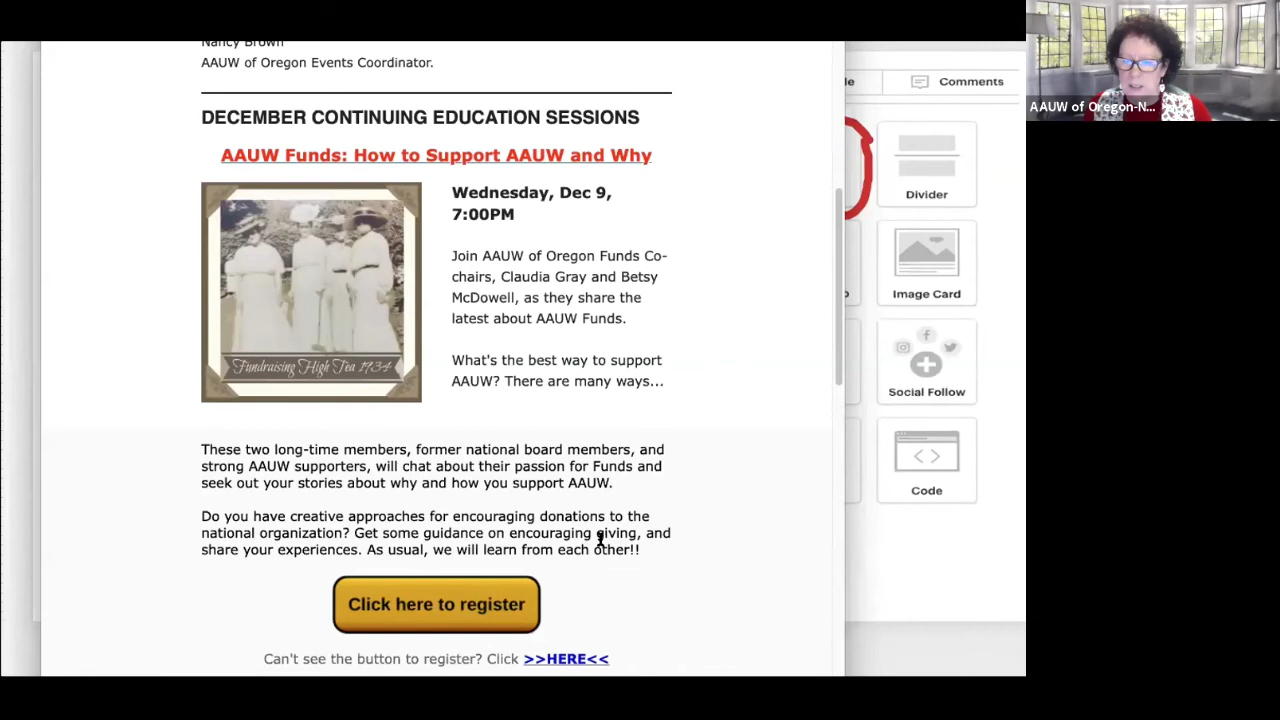 Nancy Brown
AAUW of Oregon Events Coordinator.
DECEMBER CONTINUING EDUCATION SESSIONS
AAUW Funds: How to Support AAUW and Why
Fundraising High Tea 1934
Wednesday, Dec 9,
7:00PM
Join AAUW of Oregon Funds Co-
chairs, Claudia Gray and Betsy
McDowell, as they share the
latest about AAUW Funds.
What's the best way to support
AAUW? There are many ways...
These two long-time members, former national board members, and
strong AAUW supporters, will chat about their passion for Funds and
seek out your stories about why and how you support AAUW.
Do you have creative approaches for encouraging donations to the
national organization? Get some guidance on encouraging giving, and
share your experiences. As usual, we will learn from each other!!
Click here to register
Can't see the button to register? Click >>HERE<<
Comments
Divider
Image Card
Social Follow
Code
AAUW of Oregon-N...